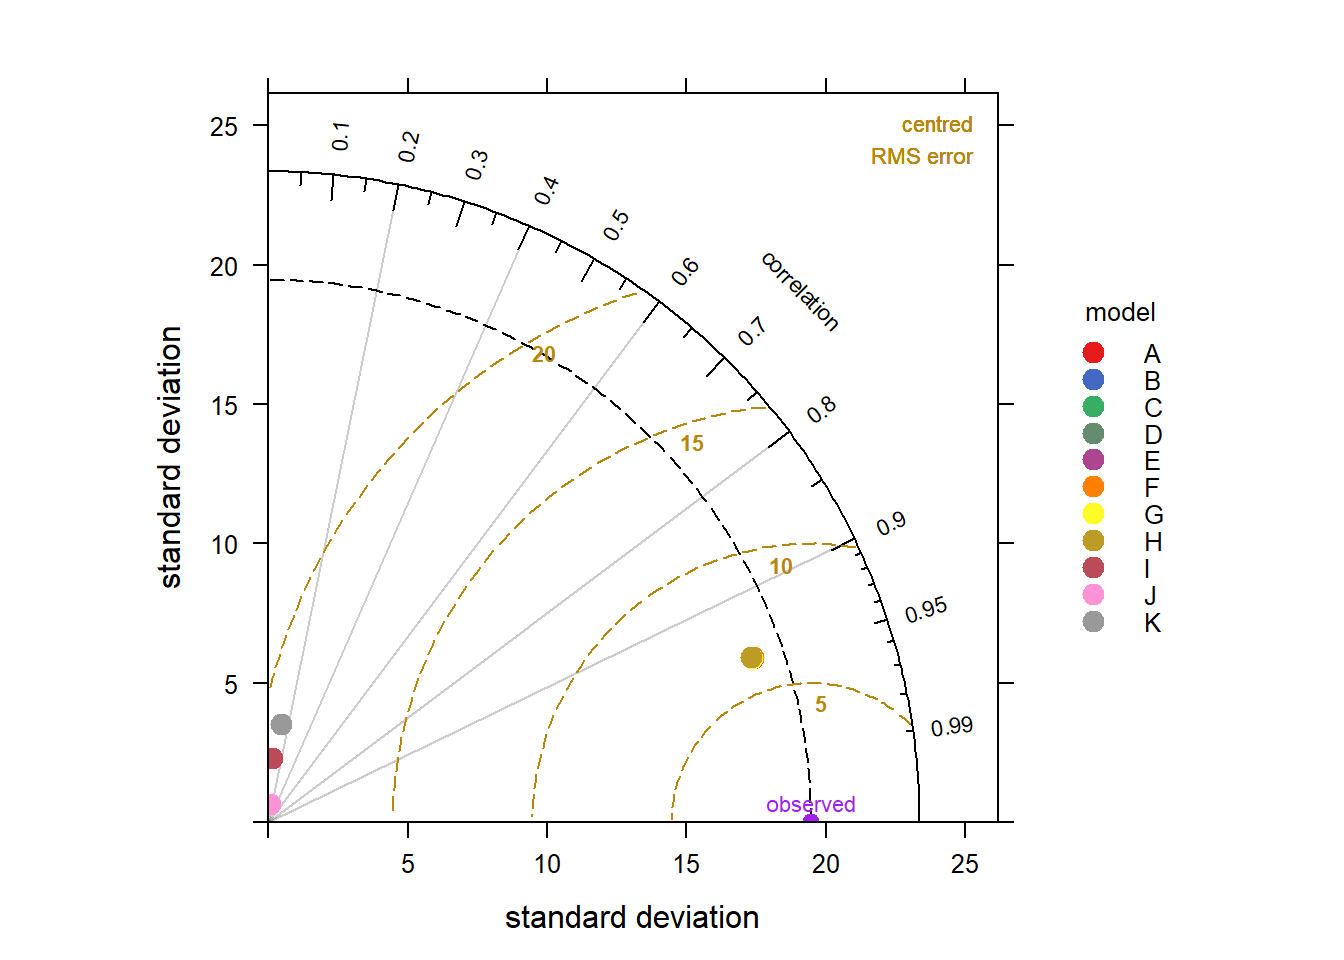 centred
RMS error
25
20
15
10
5
standard deviation
0.1
0.2
0.3
0.4
0.5
0.6
0.7
0.8
0.9
0.95
0.99
correlation
20
15
10
5
observed
5
10
15
20
25
standard deviation
model
A
B
C
D
E
F
G
H
I
J
K